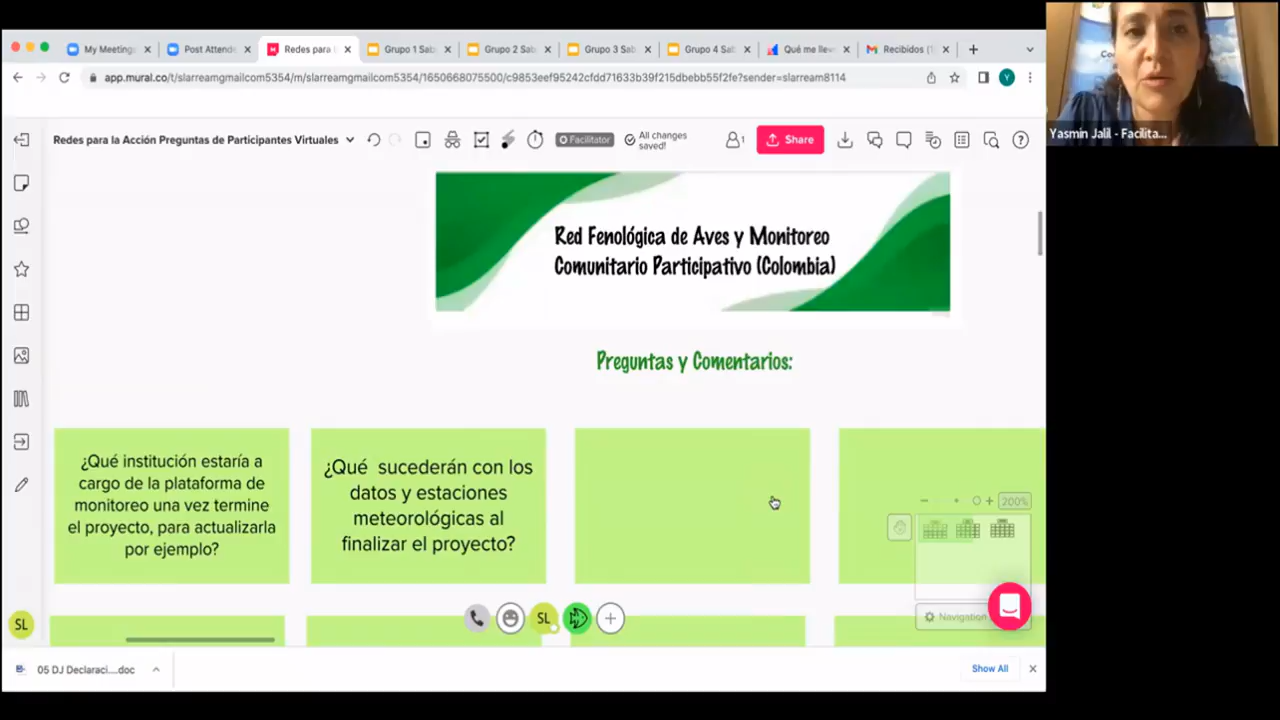 My Meeting
Post Attende
Redes para
Grupo 1 Sab
Grupo 2 Sab
Grupo 3 Sab
Grupo 4 Sab
Qué me llev
Recibidos (1
app.mural.co/t/slarreamgmailcom5354/m/slarreamgmailcom5354/1650668075500/c9853eef95242cfdd71633b39f215dbebb55f2fe?sender=slarream8114
Y
Redes para la Acción Preguntas de Participantes Virtuales
Facilitator
All changes
saved!
1
Share
Yasmin Jalil - Facilita...
Red Fenológica de Aves y Monitoreo
Comunitario Participativo (Colombia)
Preguntas y Comentarios:
¿Qué institución estaría a
cargo de la plataforma de
monitoreo una vez termine
el proyecto, para actualizarla
por ejemplo?
¿Qué sucederán con los
datos y estaciones
meteorológicas al
finalizar el proyecto?
200%
Navigation
SL
SL
05 DJ Declaraci....doc
Show All